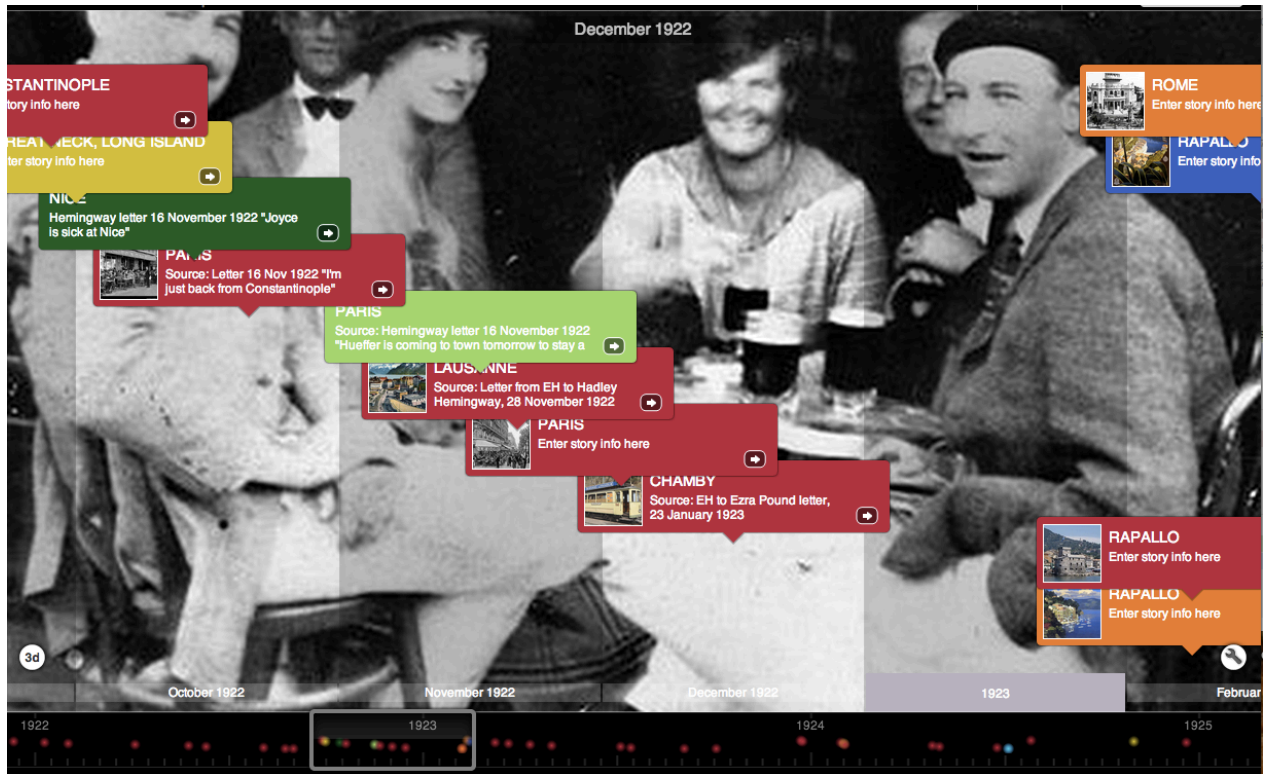 December 1922
STANTINOPLE
tory info here
REAT NECK, LONG ISLAND
ter story info here
NICE
Hemingway letter 16 November 1922 "Joyce
is sick at Nice"
PARIS
Source: Letter 16 Nov 1922 "I'm
just back from Constantinople"
PARIS
Source: Hemingway letter 16 November 1922
"Hueffer is coming to town tomorrow to stay a
LAUSANNE
Source: Letter from EH to Hadley
Hemingway, 28 November 1922
PARIS
Enter story info here
CHAMBY
Source: EH to Ezra Pound letter,
23 January 1923
ROME
Enter story info here
RAPALLO
Enter story info
RAPALLO
Enter story info here
RAPALLO
Enter story info here
3d
October 1922
November 1922
December 1922
1923
Februar
1922
1923
1924
1925